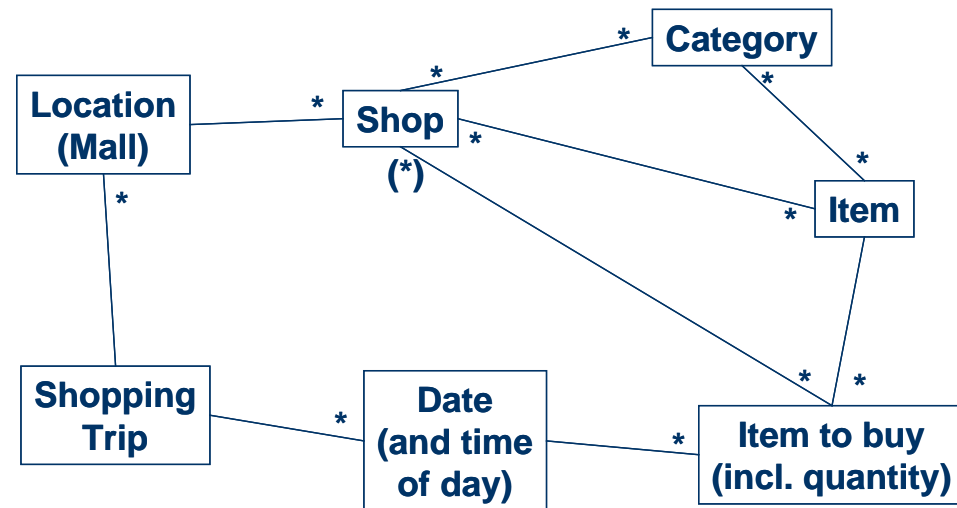 Category
*
*
*
Location
(Mall)
*
Shop
*
(*)
*
*
*
Item
*
Shopping
Trip
*
Date
(and time
of day)
*
*
*
Item to buy
(incl. quantity)